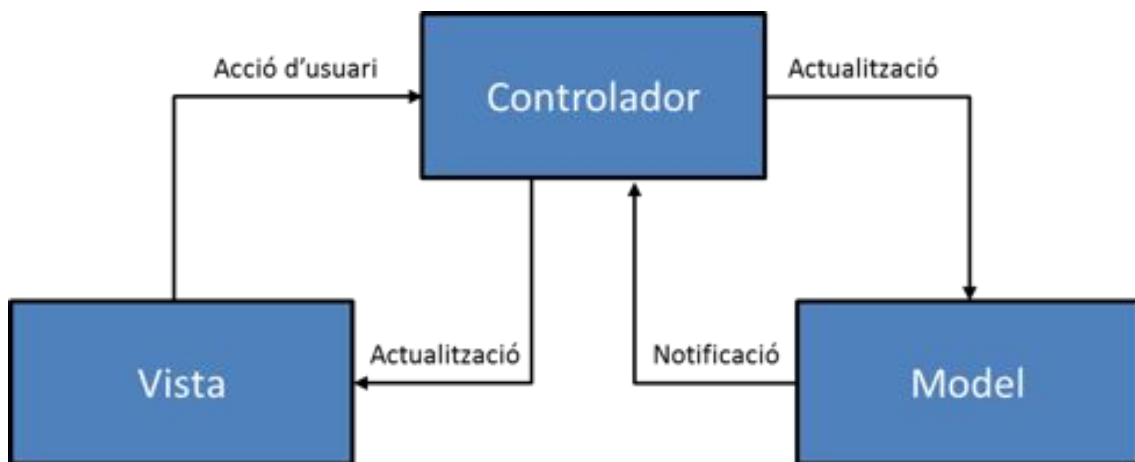 Acció d’usuari
Controlador
Actualització
Vista
Actualització
Notificació
Model